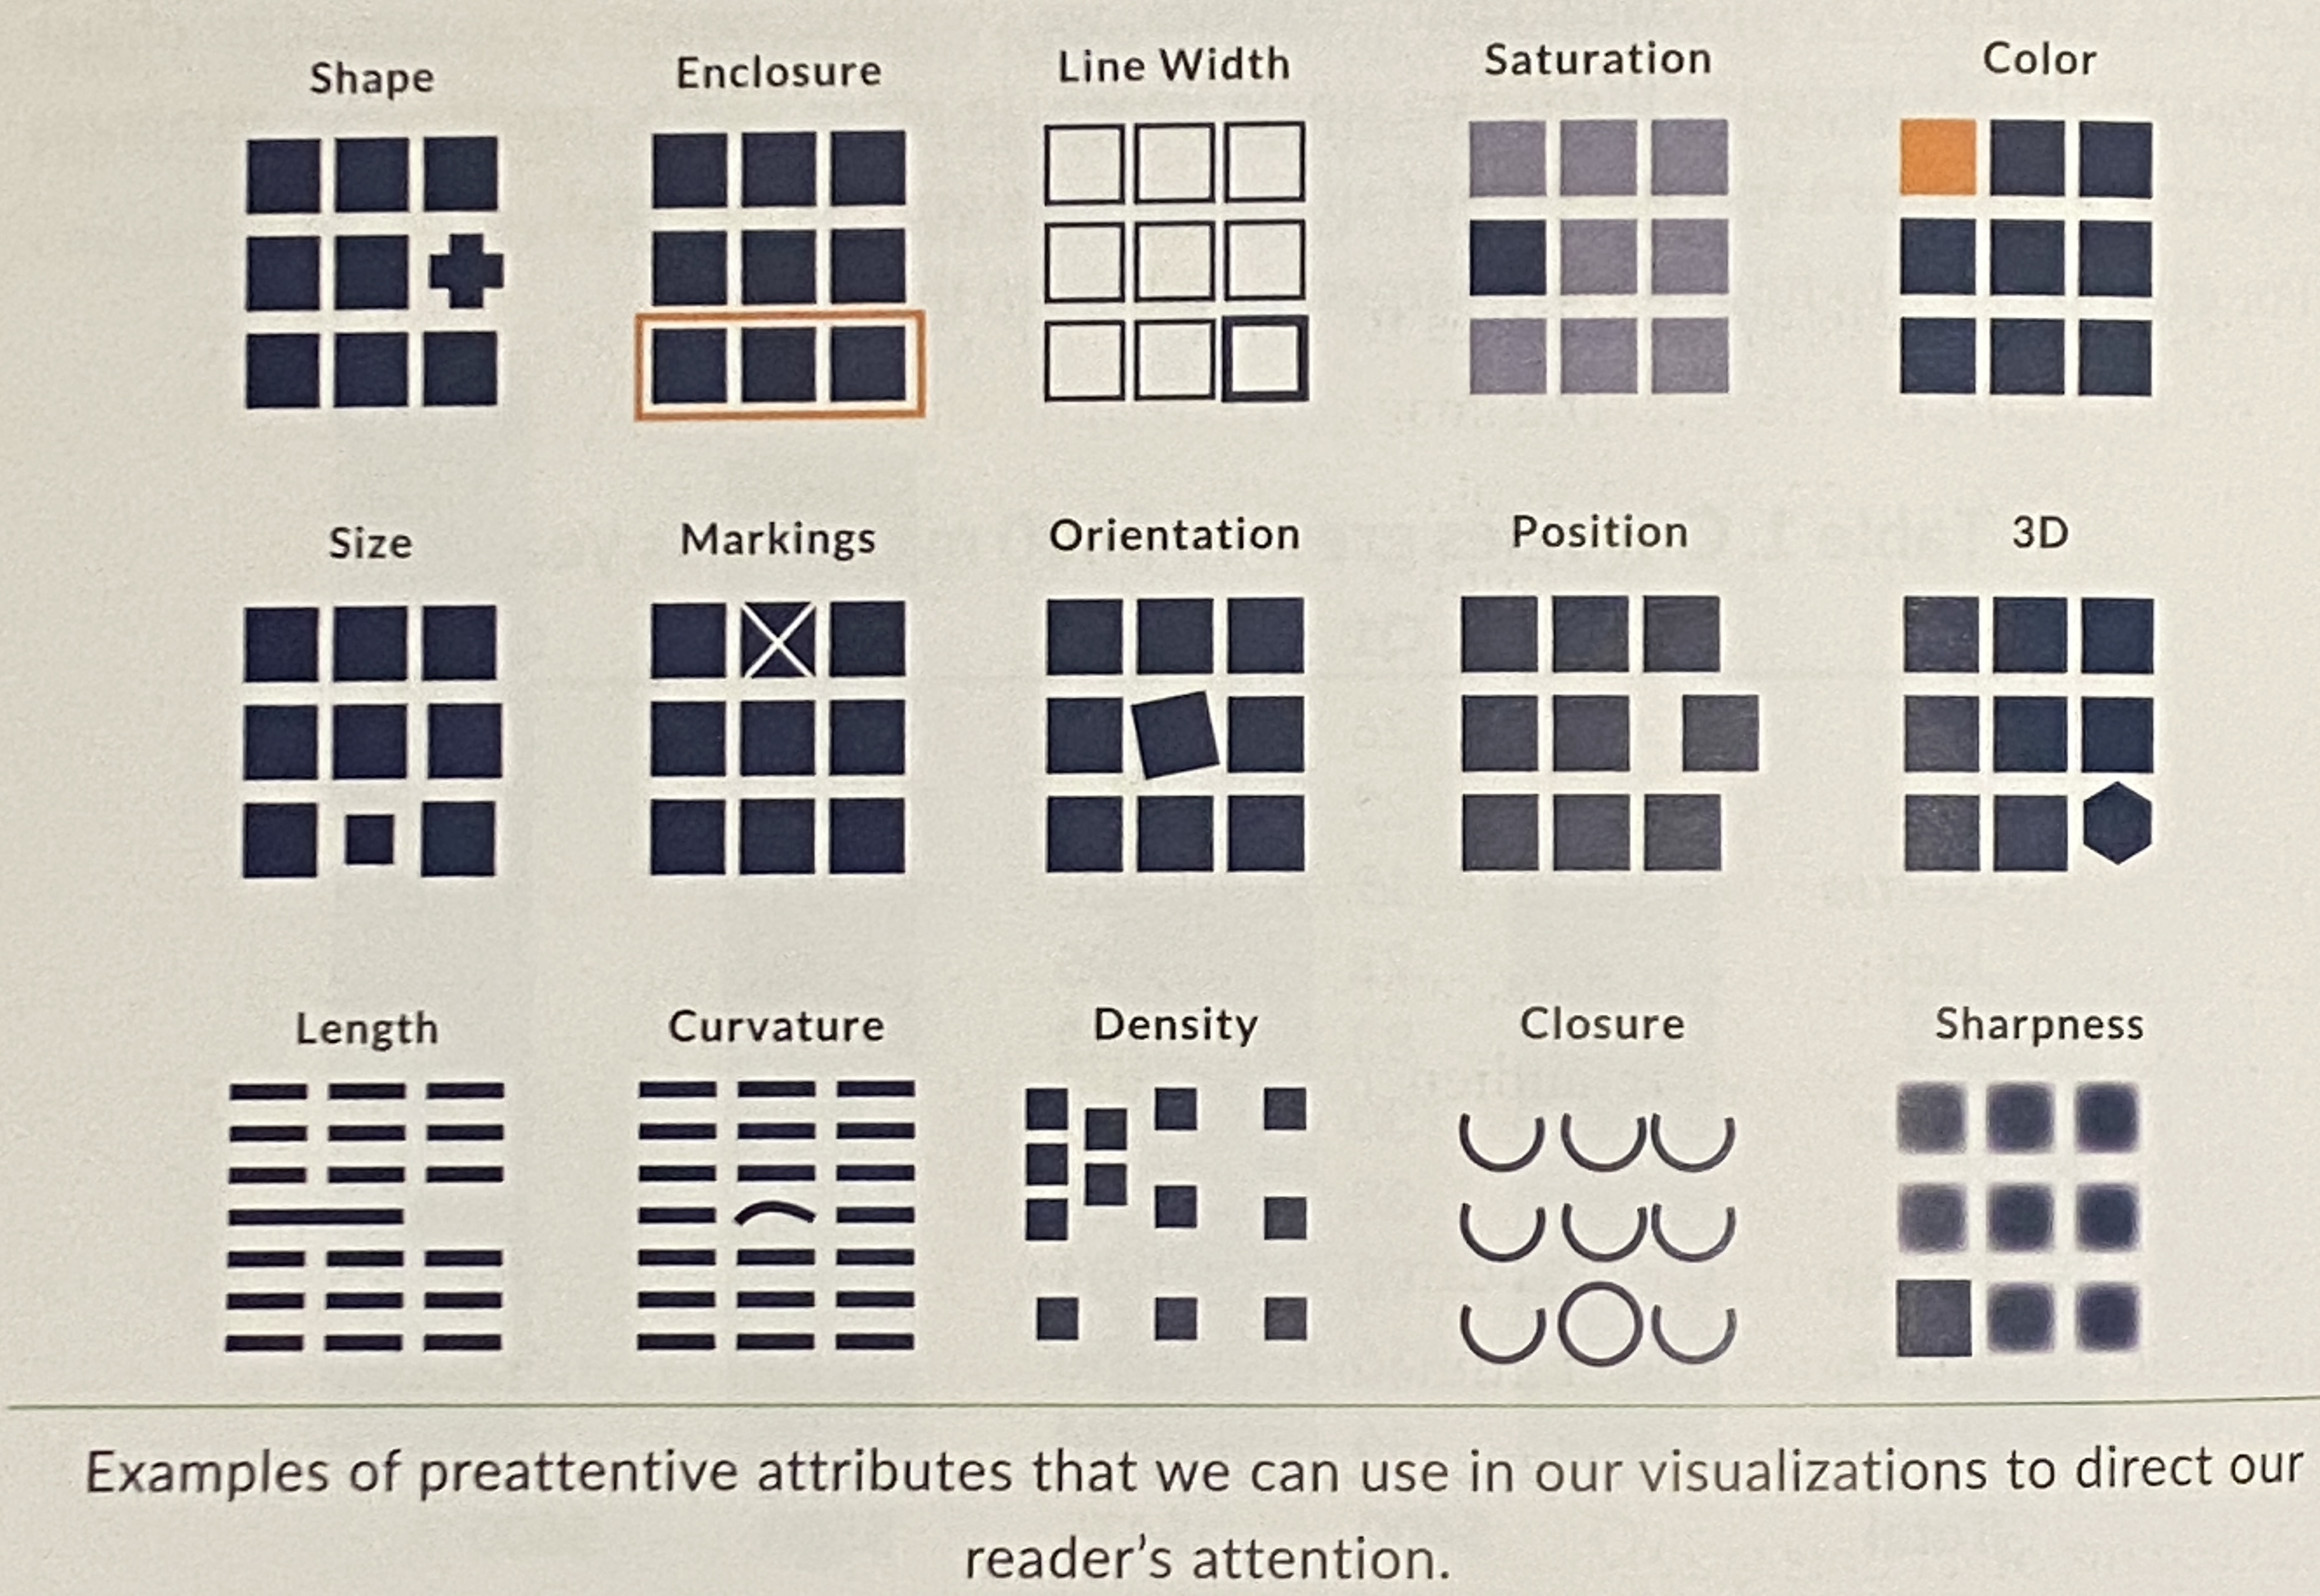 Shape
Enclosure
Line Width
Saturation
Color
Size
Markings
Orientation
Position
3D
Length
Curvature
Density
Closure
Sharpness
Examples of preattentive attributes that we can use in our visualizations to direct our
reader’s attention.